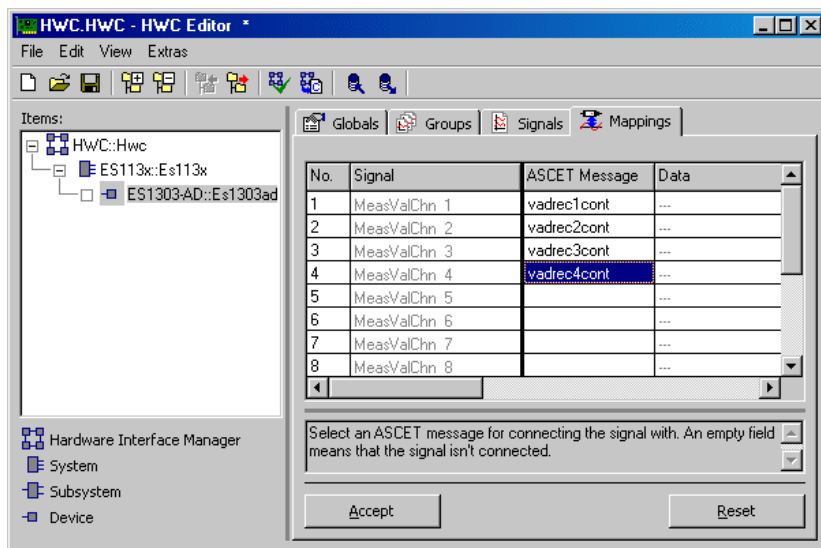 HWC.HWC - HWC Editor *
File Edit View Extras
Items:
HWC::Hwc
ES113x::Es113x
ES1303-AD::Es1303ad
Globals Groups Signals Mappings
No. Signal ASCET Message Data
1 MeasValChn 1 vadrec1cont ---
2 MeasValChn 2 vadrec2cont ---
3 MeasValChn 3 vadrec3cont ---
4 MeasValChn 4 vadrec4cont ---
5 MeasValChn 5 ---
6 MeasValChn 6 ---
7 MeasValChn 7 ---
8 MeasValChn 8 ---
Select an ASCET message for connecting the signal with. An empty field
means that the signal isn't connected.
Hardware Interface Manager
System
Subsystem
Device
Accept Reset